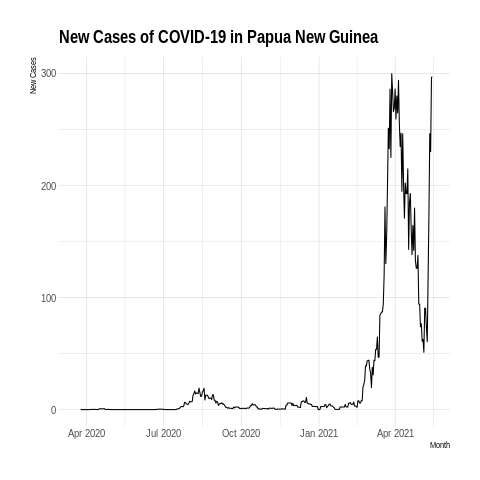 New Cases of COVID-19 in Papua New Guinea
New Cases
300
200
100
0
Apr 2020 Jul 2020 Oct 2020 Jan 2021 Apr 2021
Month